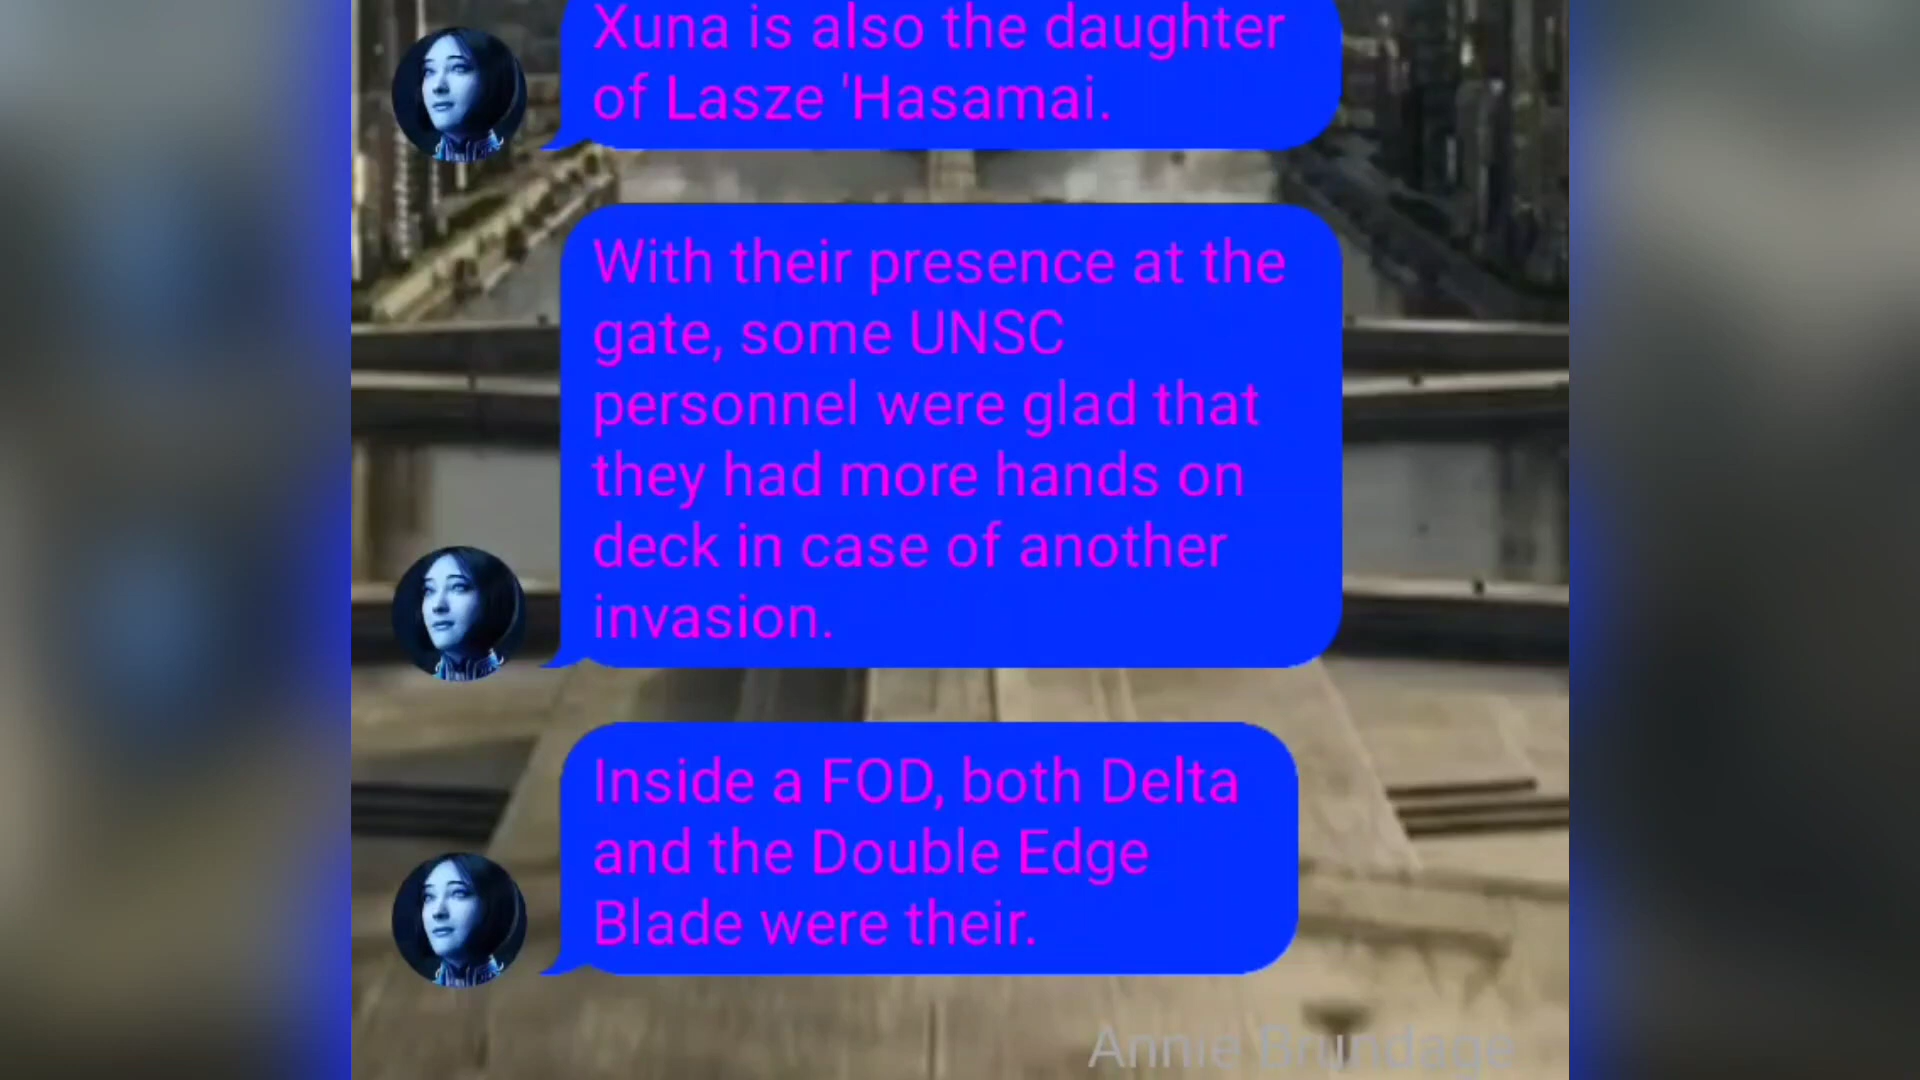 Xuna is also the daughter
of Lasze 'Hasamai.
With their presence at the
gate, some UNSC
personnel were glad that
they had more hands on
deck in case of another
invasion.
Inside a FOD, both Delta
and the Double Edge
Blade were their.
Annie Brundage